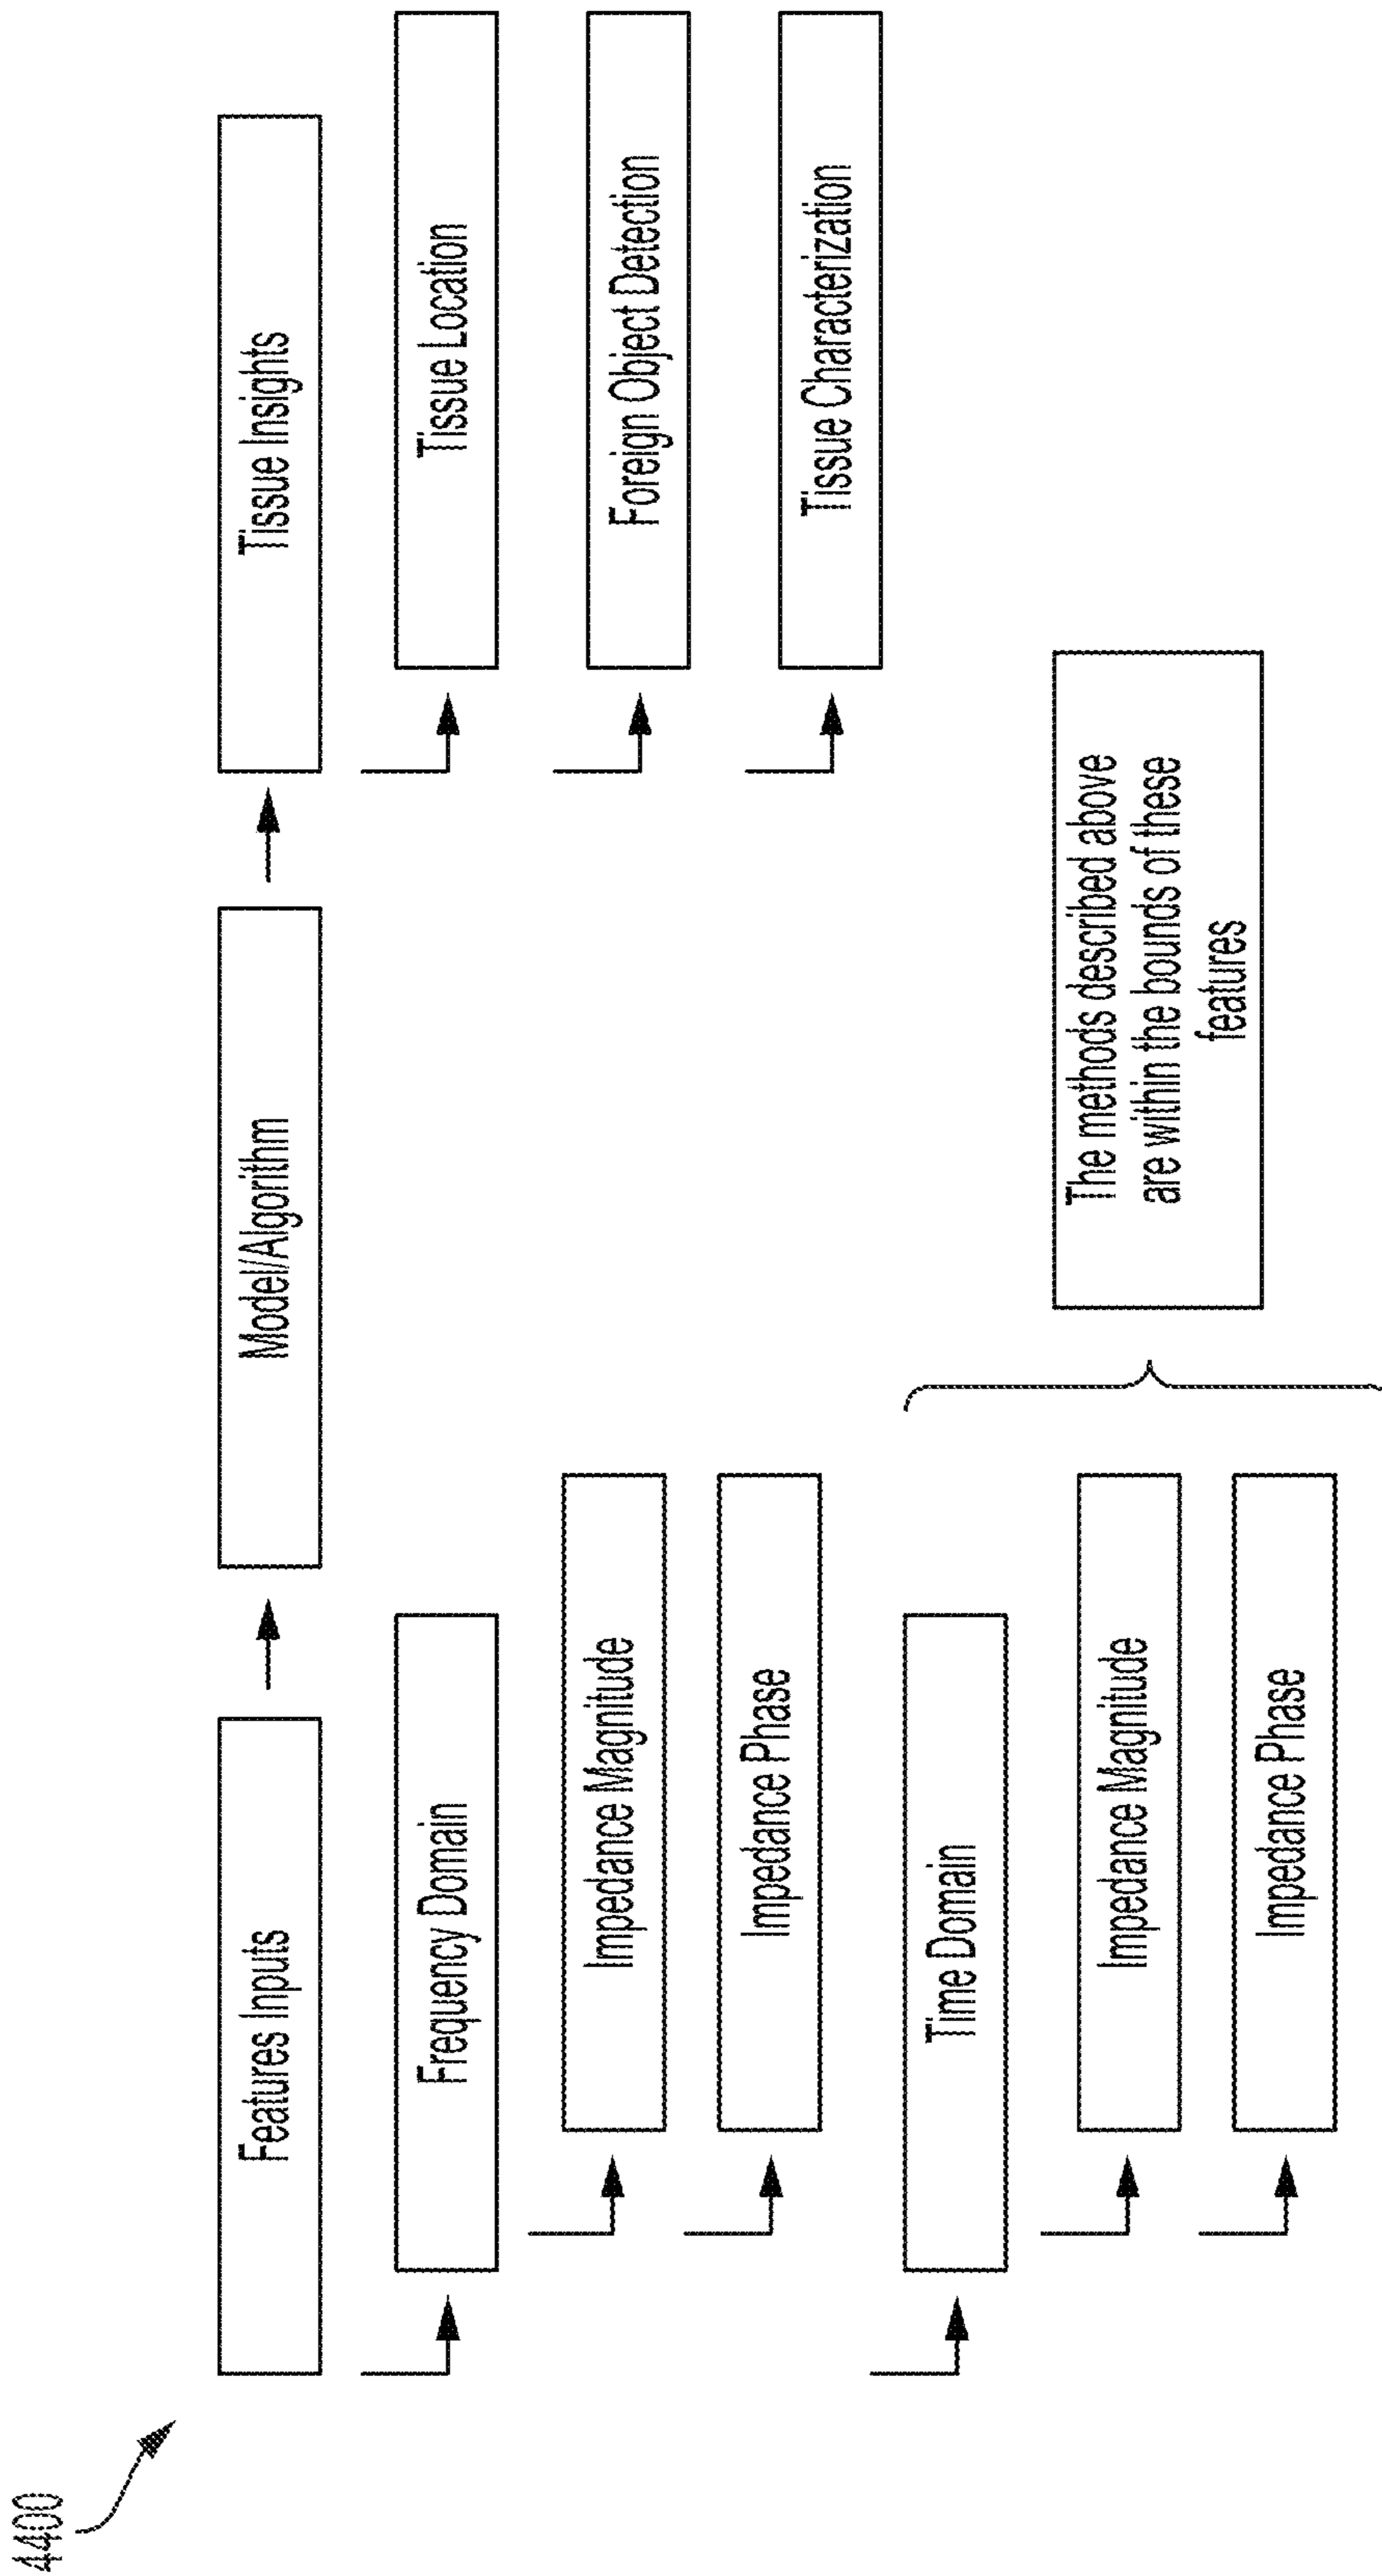 4400
Features Inputs
Model/Algorithm
Tissue Insights
Frequency Domain
Impedance Magnitude
Impedance Phase
Time Domain
Impedance Magnitude
Impedance Phase
Tissue Location
Foreign Object Detection
Tissue Characterization
The methods described above
are within the bounds of these
features